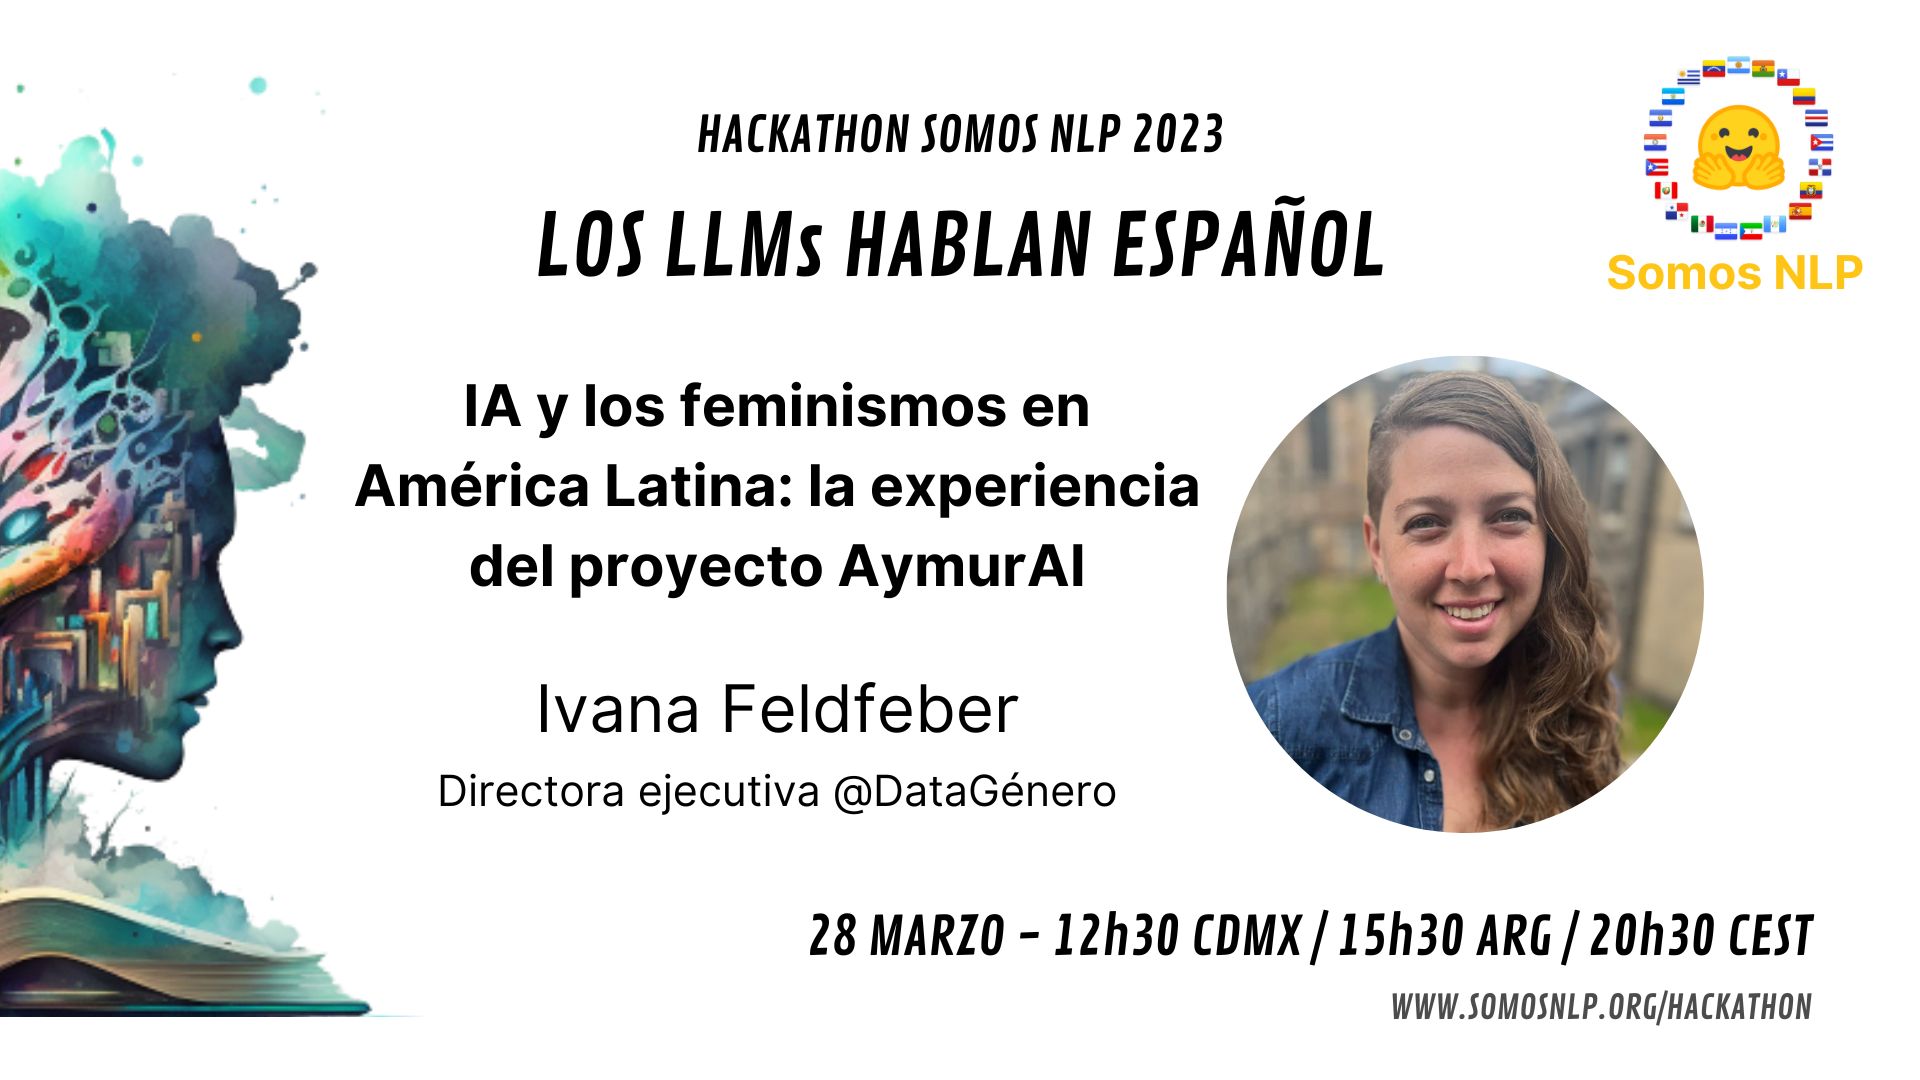 HACKATHON SOMOS NLP 2023
LOS LLMs HABLAN ESPAÑOL
Somos NLP
IA y los feminismos en
América Latina: la experiencia
del proyecto AymurAI
Ivana Feldfeber
Directora ejecutiva @DataGénero
28 MARZO - 12h30 CDMX / 15h30 ARG / 20h30 CEST
WWW.SOMOSNLP.ORG/HACKATHON